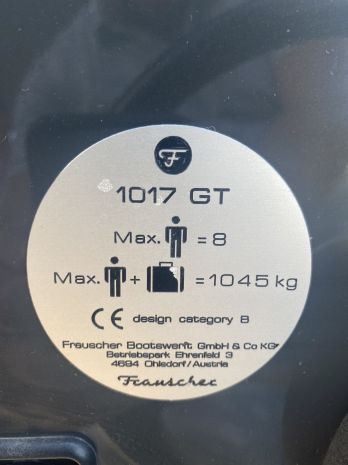 F
1017 GT
Max. = 8
Max. + = 1045 kg
CE design category B
Frauscher Bootswerft GmbH & Co KG
Betriebspark Ehrenfeld 3
4694 Ohlsdorf/Austria
Frauscher